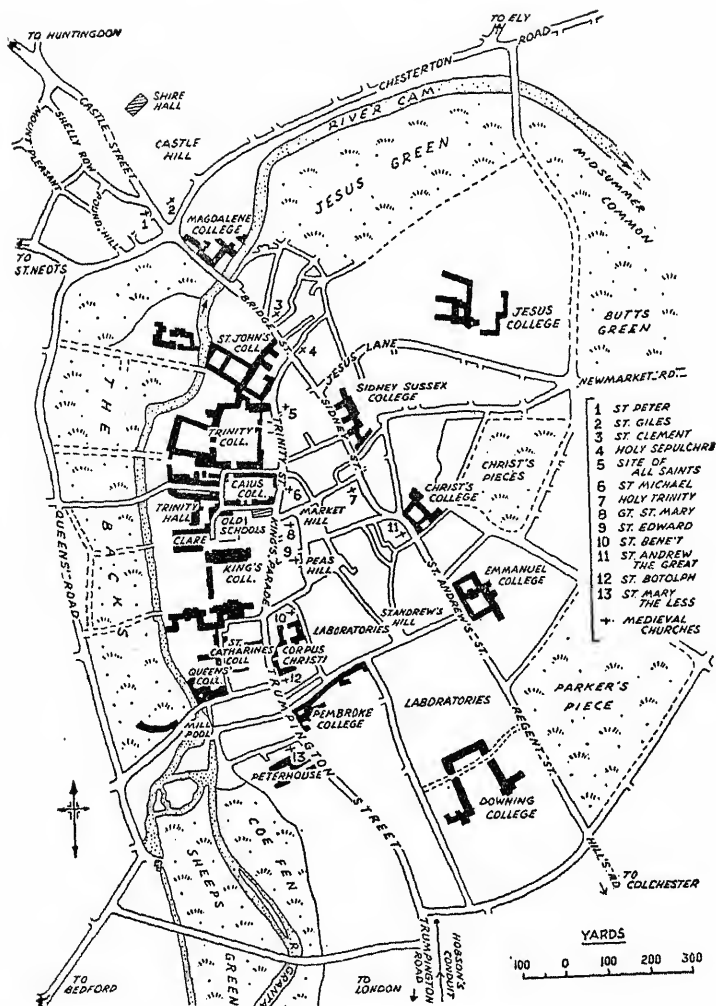 TO HUNTINGDON
TO ELY
ROAD
CHESTERTON
RIVER CAM
SHIRE
HALL
CASTLE STREET
MOUNT
PLEASANT
SHELLY ROW
POUND HILL
CASTLE
HILL
JESUS GREEN
MIDSUMMER
COMMON
1
2
MAGDALENE
COLLEGE
TO
ST. NEOTS
BRIDGE ST.
3
4
JESUS
COLLEGE
BUTTS
GREEN
ST. JOHN'S
COLL.
JESUS LANE
SIDNEY SUSSEX
COLLEGE
NEWMARKET RD.
THE BACKS
QUEENS' ROAD
5
TRINITY
COLL.
TRINITY ST.
SIDNEY ST.
CAIUS COLL.
6
7
MARKET
HILL
CHRIST'S
COLLEGE
CHRIST'S
PIECES
TRINITY
HALL
OLD
SCHOOLS
CLARE
8
9
11
KING'S
COLL.
KING'S PARADE
PEAS
HILL
EMMANUEL
COLLEGE
ST. ANDREW'S
HILL
ST. ANDREW'S ST.
10
LABORATORIES
ST.
CATHARINES
COLL
CORPUS
CHRISTI
QUEENS'
COLL.
12
TRUMPINGTON
STREET
PEMBROKE
COLLEGE
LABORATORIES
PARKER'S
PIECE
REGENT ST.
MILL
POOL
13
PETERHOUSE
DOWNING
COLLEGE
COE FEN
SHEEPS
GREEN
R. GRANTA
HILL'S RD.
TO
COLCHESTER
TO
BEDFORD
TO
LONDON
TRUMPINGTON
ROAD
HOBSON'S
CONDUIT
1 ST PETER
2 ST. GILES
3 ST. CLEMENT
4 HOLY SEPULCHRE
5 SITE OF
ALL SAINTS
6 ST MICHAEL
7 HOLY TRINITY
8 GT. ST. MARY
9 ST. EDWARD
10 ST. BENE'T
11 ST. ANDREW
THE GREAT
12 ST. BOTOLPH
13 ST. MARY
THE LESS
+ MEDIEVAL
CHURCHES
YARDS
100 0 100 200 300